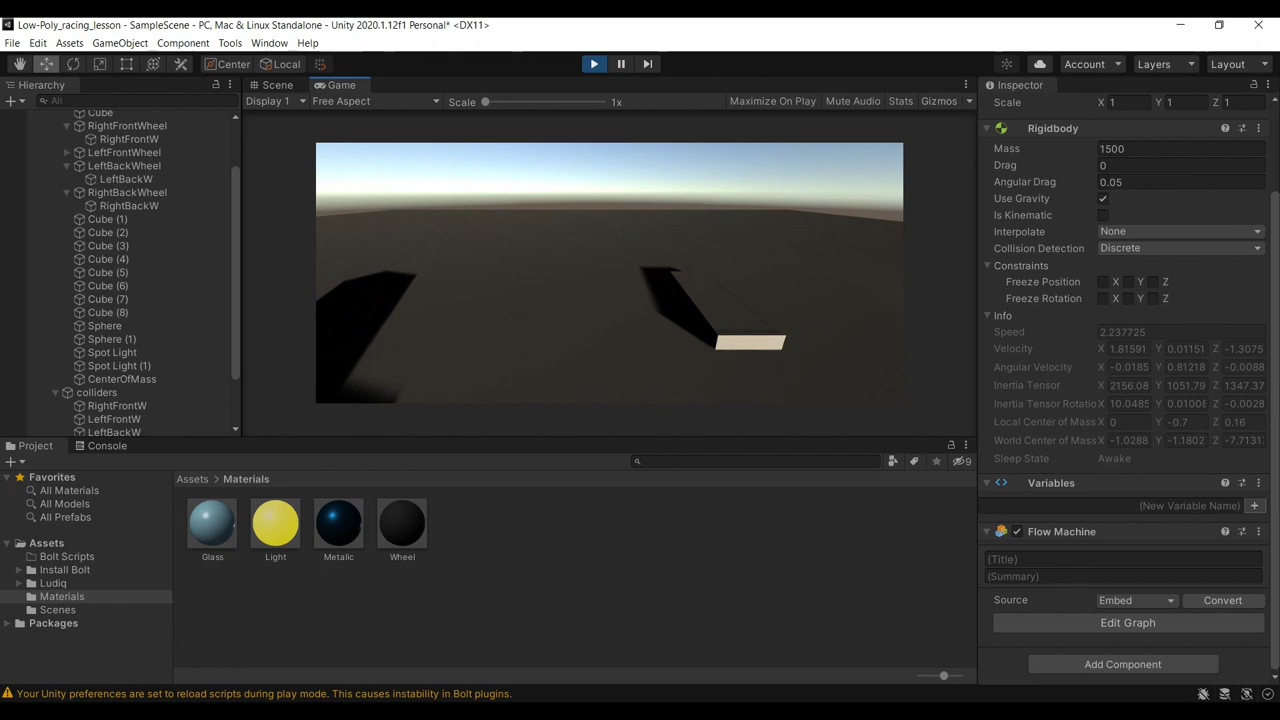 Low-Poly_racing_lesson - SampleScene - PC, Mac & Linux Standalone - Unity 2020.1.12f1 Personal* <DX11>
File Edit Assets GameObject Component Tools Window Help
Center Local Account Layers Layout
Hierarchy
All
Cube
RightFrontWheel
RightFrontW
LeftFrontWheel
LeftBackWheel
LeftBackW
RightBackWheel
RightBackW
Cube (1)
Cube (2)
Cube (3)
Cube (4)
Cube (5)
Cube (6)
Cube (7)
Cube (8)
Sphere
Sphere (1)
Spot Light
Spot Light (1)
CenterOfMass
colliders
RightFrontW
LeftFrontW
LeftBackW
Scene Game
Display 1 Free Aspect Scale 1x Maximize On Play Mute Audio Stats Gizmos
Inspector
Scale X 1 Y 1 Z 1
Rigidbody
Mass 1500
Drag 0
Angular Drag 0.05
Use Gravity
Is Kinematic
Interpolate None
Collision Detection Discrete
Constraints
Freeze Position X Y Z
Freeze Rotation X Y Z
Info
Speed 2.237725
Velocity X 1.81591 Y 0.01151 Z -1.3075
Angular Velocity X -0.0185 Y 0.81218 Z -0.0088
Inertia Tensor X 2156.08 Y 1051.79 Z 1347.37
Inertia Tensor Rotatio X 10.0485 Y 0.01008 Z -0.0028
Local Center of Mass X 0 Y -0.7 Z 0.16
World Center of Mass X -1.0288 Y -1.1802 Z -7.7131
Sleep State Awake
Variables
(New Variable Name)
Flow Machine
(Title)
(Summary)
Source Embed Convert
Edit Graph
Add Component
Project Console
9
Favorites
All Materials
All Models
All Prefabs
Assets
Bolt Scripts
Install Bolt
Ludiq
Materials
Scenes
Packages
Assets Materials
Glass Light Metalic Wheel
Your Unity preferences are set to reload scripts during play mode. This causes instability in Bolt plugins.